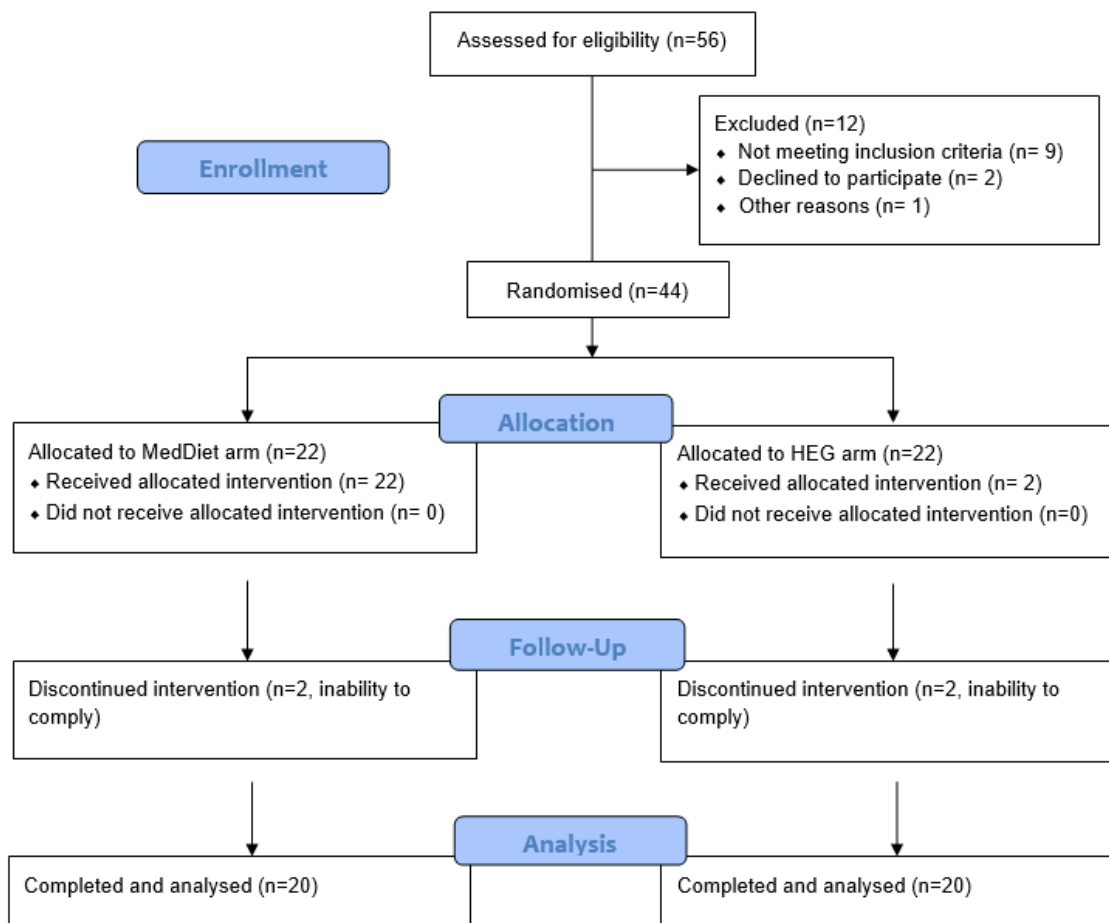 Assessed for eligibility (n=56)
Excluded (n=12)
⬥ Not meeting inclusion criteria (n= 9)
⬥ Declined to participate (n= 2)
⬥ Other reasons (n= 1)
Enrollment
Randomised (n=44)
Allocation
Allocated to MedDiet arm (n=22)
⬥ Received allocated intervention (n= 22)
⬥ Did not receive allocated intervention (n= 0)
Allocated to HEG arm (n=22)
⬥ Received allocated intervention (n= 2)
⬥ Did not receive allocated intervention (n=0)
Follow-Up
Discontinued intervention (n=2, inability to
comply)
Discontinued intervention (n=2, inability to
comply)
Analysis
Completed and analysed (n=20)
Completed and analysed (n=20)